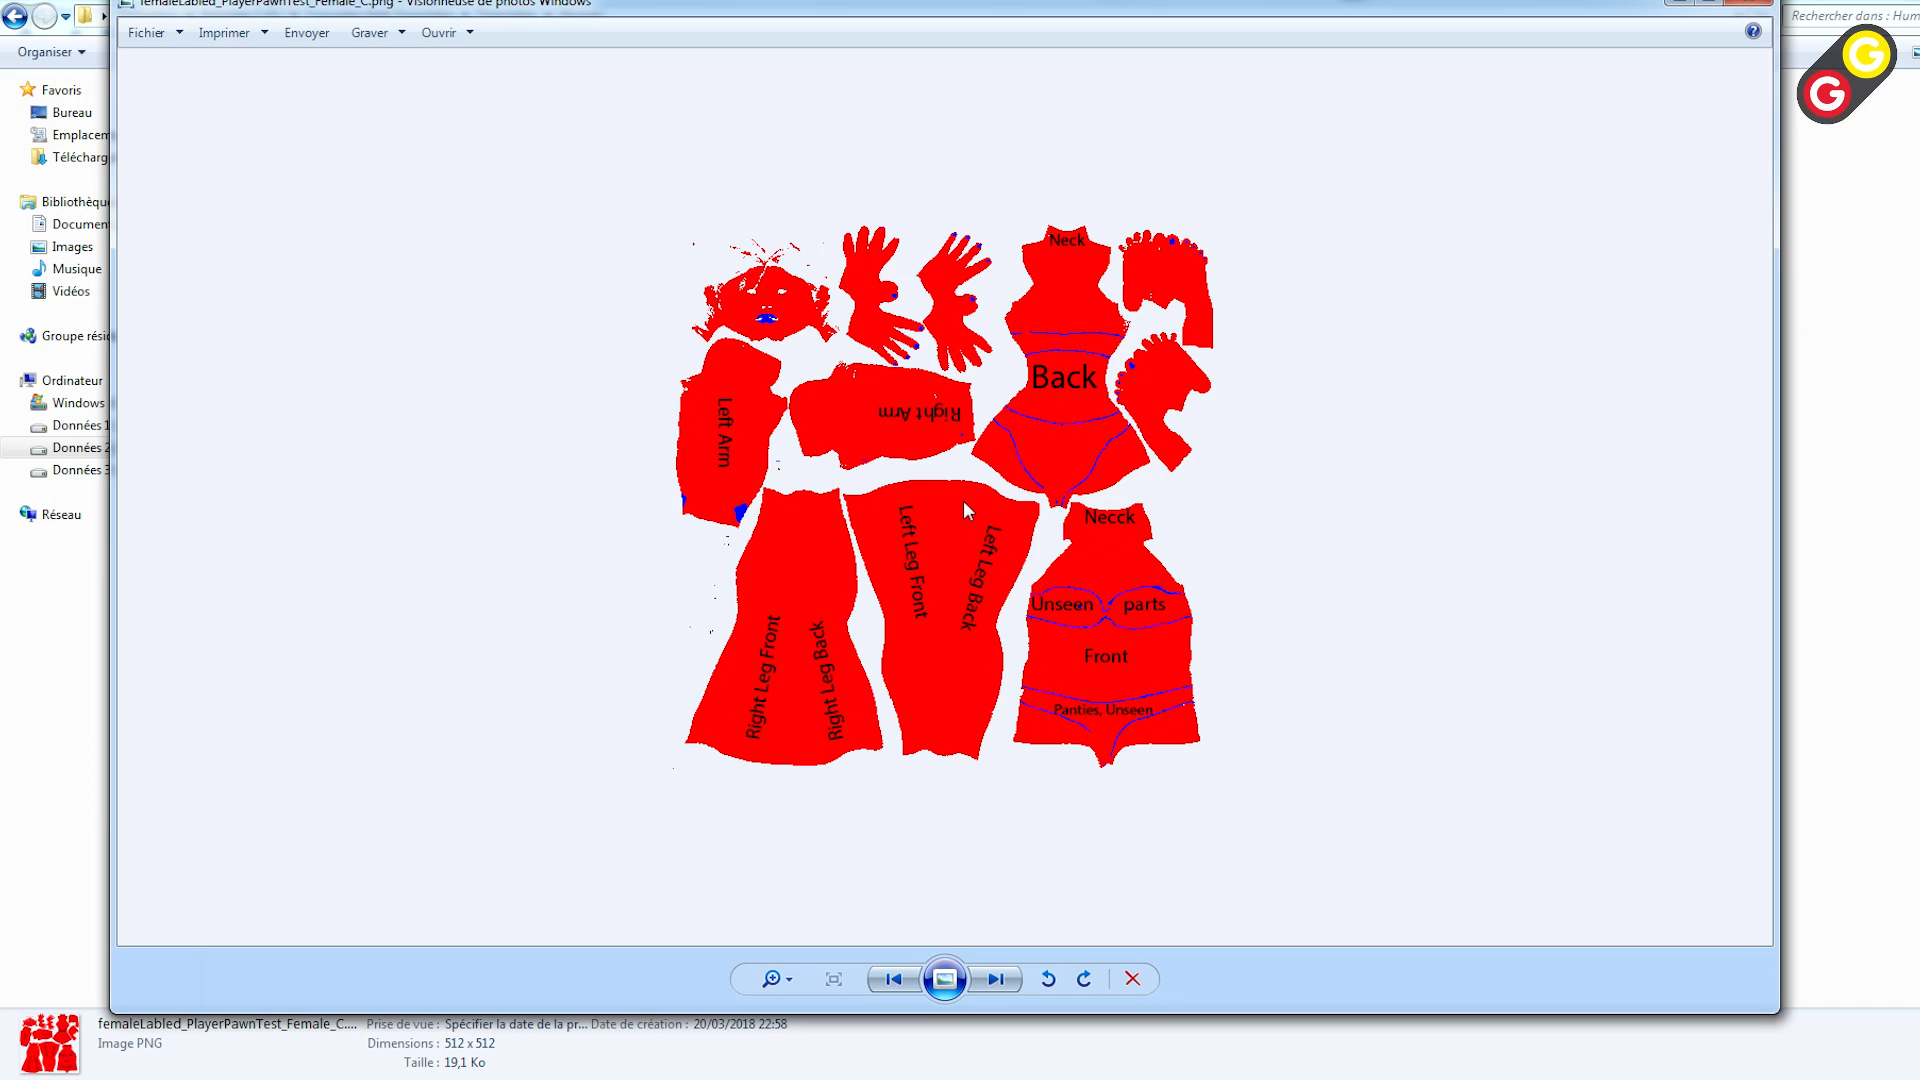 femaleLabled_PlayerPawnTest_Female_C.png - Visionneuse de photos Windows
Rechercher dans : Hum
Fichier Imprimer Envoyer Graver Ouvrir
Organiser
Favoris
Bureau
Emplacem
Télécharg
Bibliothèqu
Documen
Images
Musique
Vidéos
Groupe rési
Ordinateur
Windows
Données 1
Données 2
Données 3
Réseau
G
G
Neck
Back
Left Arm
Right Arm
Left Leg Front
Left Leg Back
Right Leg Front
Right Leg Back
Necck
Unseen parts
Front
Panties, Unseen
femaleLabled_PlayerPawnTest_Female_C.... Prise de vue : Spécifier la date de la pr... Date de création : 20/03/2018 22:58
Image PNG Dimensions : 512 x 512
Taille : 19,1 Ko